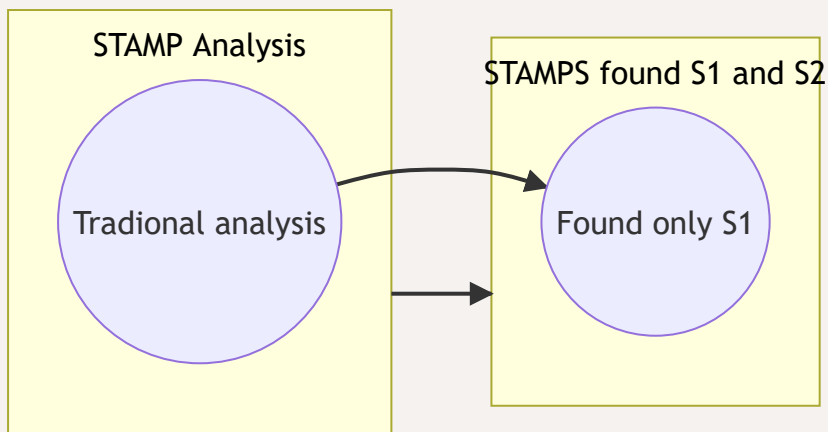 STAMP Analysis
Tradional analysis
STAMPS found S1 and S2
Found only S1